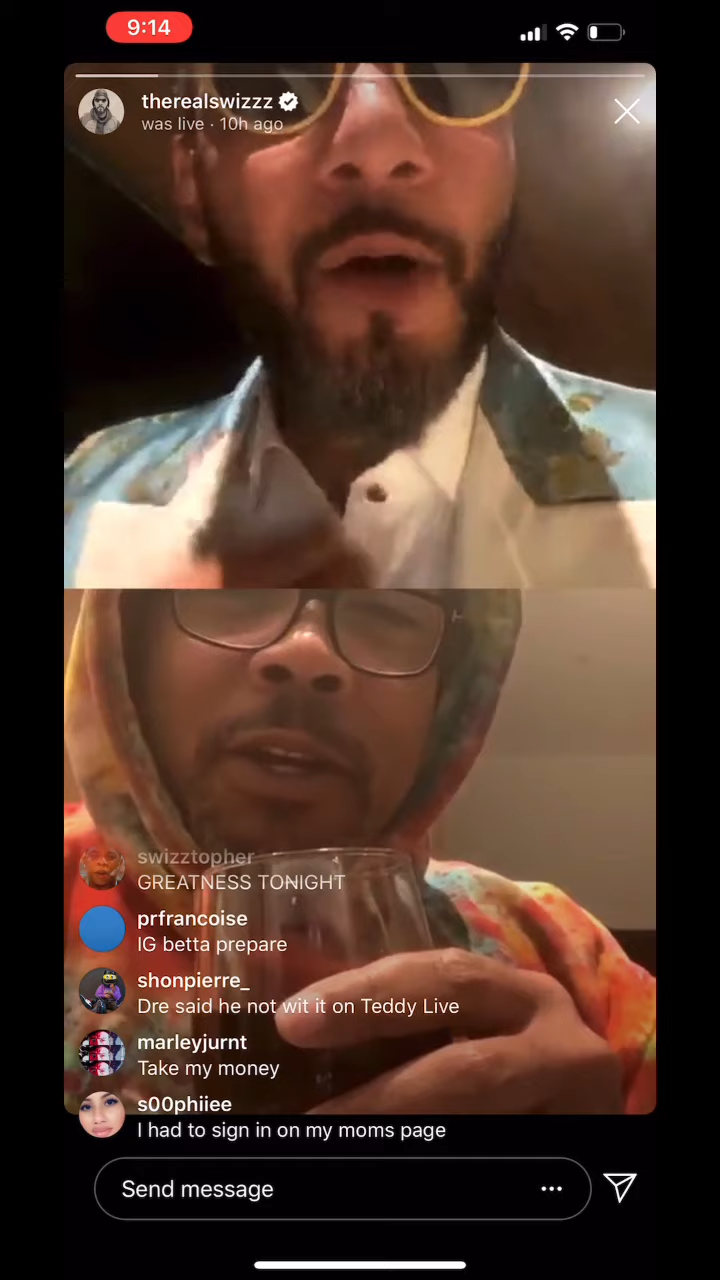 9:14
therealswizzz
was live · 10h ago
swizztopher
GREATNESS TONIGHT
prfrancoise
IG betta prepare
shonpierre_
Dre said he not wit it on Teddy Live
marleyjurnt
Take my money
s00phiiee
I had to sign in on my moms page
Send message